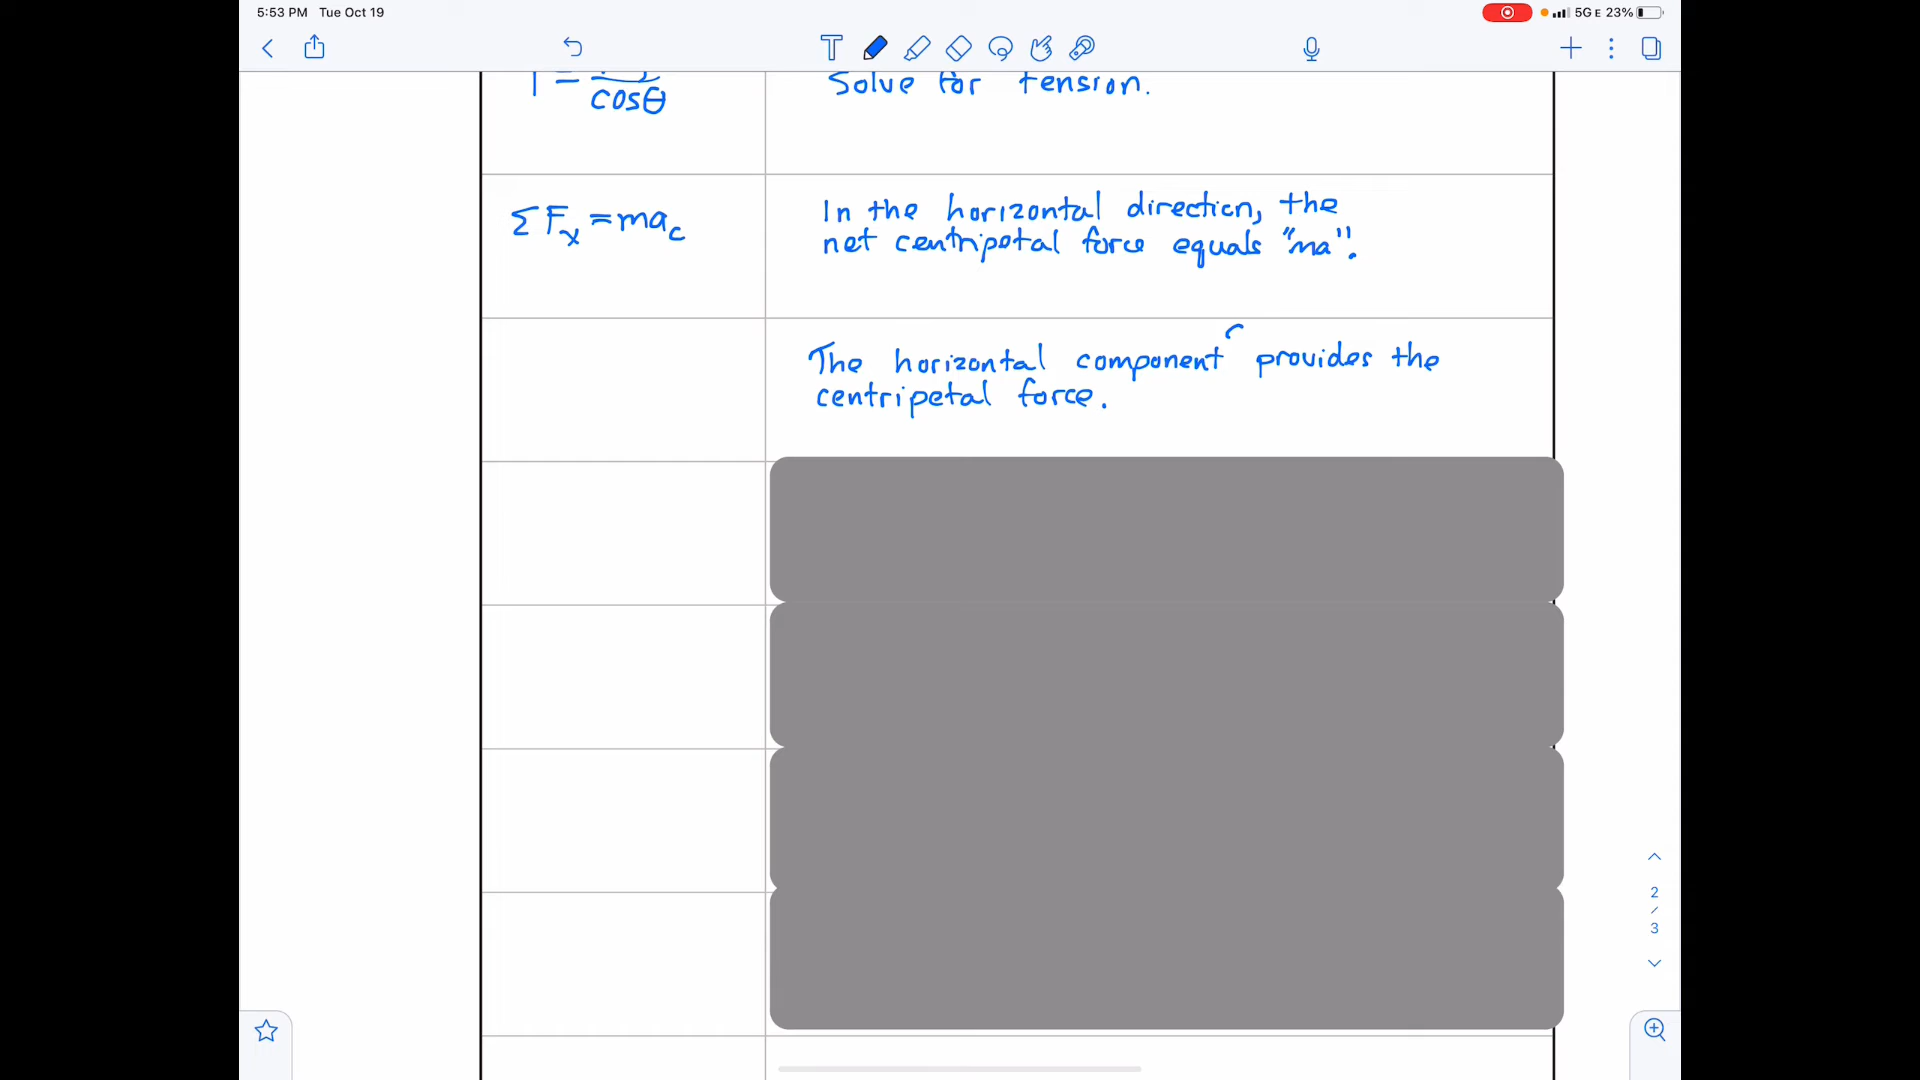 5:53 PM Tue Oct 19
5G E 23%
cosθ
Solve for tension.
ΣFx = mac
In the horizontal direction, the
net centripetal force equals "ma".
The horizontal component provides the
centripetal force.
2
/
3